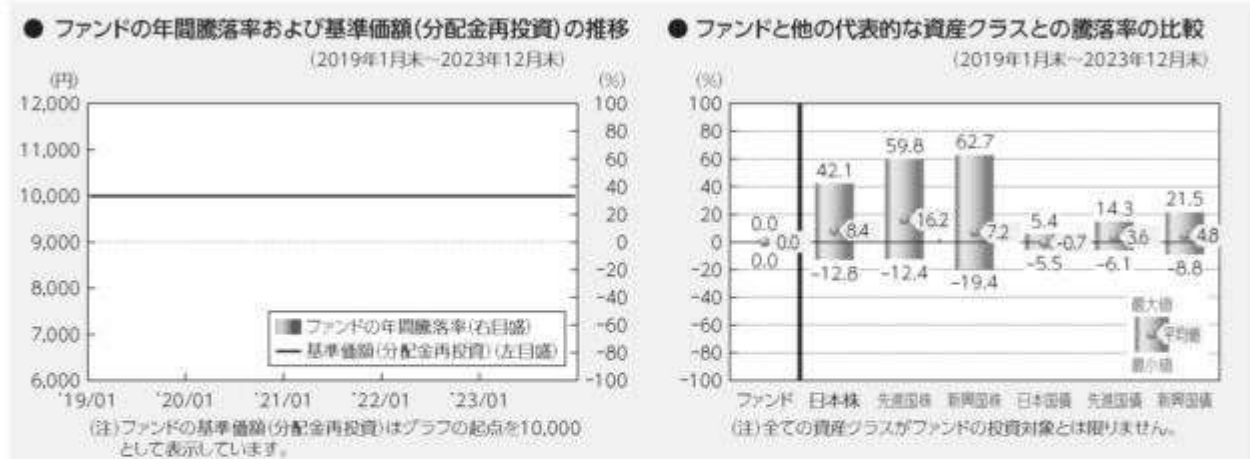 ● ファンドの年間騰落率および基準価額(分配金再投資)の推移
(2019年1月末～2023年12月末)
(円)
(%)
12,000
11,000
10,000
9,000
8,000
7,000
6,000
100
80
60
40
20
0
-20
-40
-60
-80
-100
ファンドの年間騰落率(右目盛)
基準価額(分配金再投資)(左目盛)
'19/01 '20/01 '21/01 '22/01 '23/01
(注)ファンドの基準価額(分配金再投資)はグラフの起点を10,000
として表示しています。
● ファンドと他の代表的な資産クラスとの騰落率の比較
(2019年1月末～2023年12月末)
(%)
100
80
60
40
20
0
-20
-40
-60
-80
-100
0.0 42.1 59.8 62.7 5.4 14.3 21.5
0.0 8.4 16.2 7.2 -0.7 3.6 4.8
0.0 -12.8 -12.4 -19.4 -5.5 -6.1 -8.8
最大値
平均値
最小値
ファンド 日本株 先進国株 新興国株 日本国債 先進国債 新興国債
(注)全ての資産クラスがファンドの投資対象とは限りません。